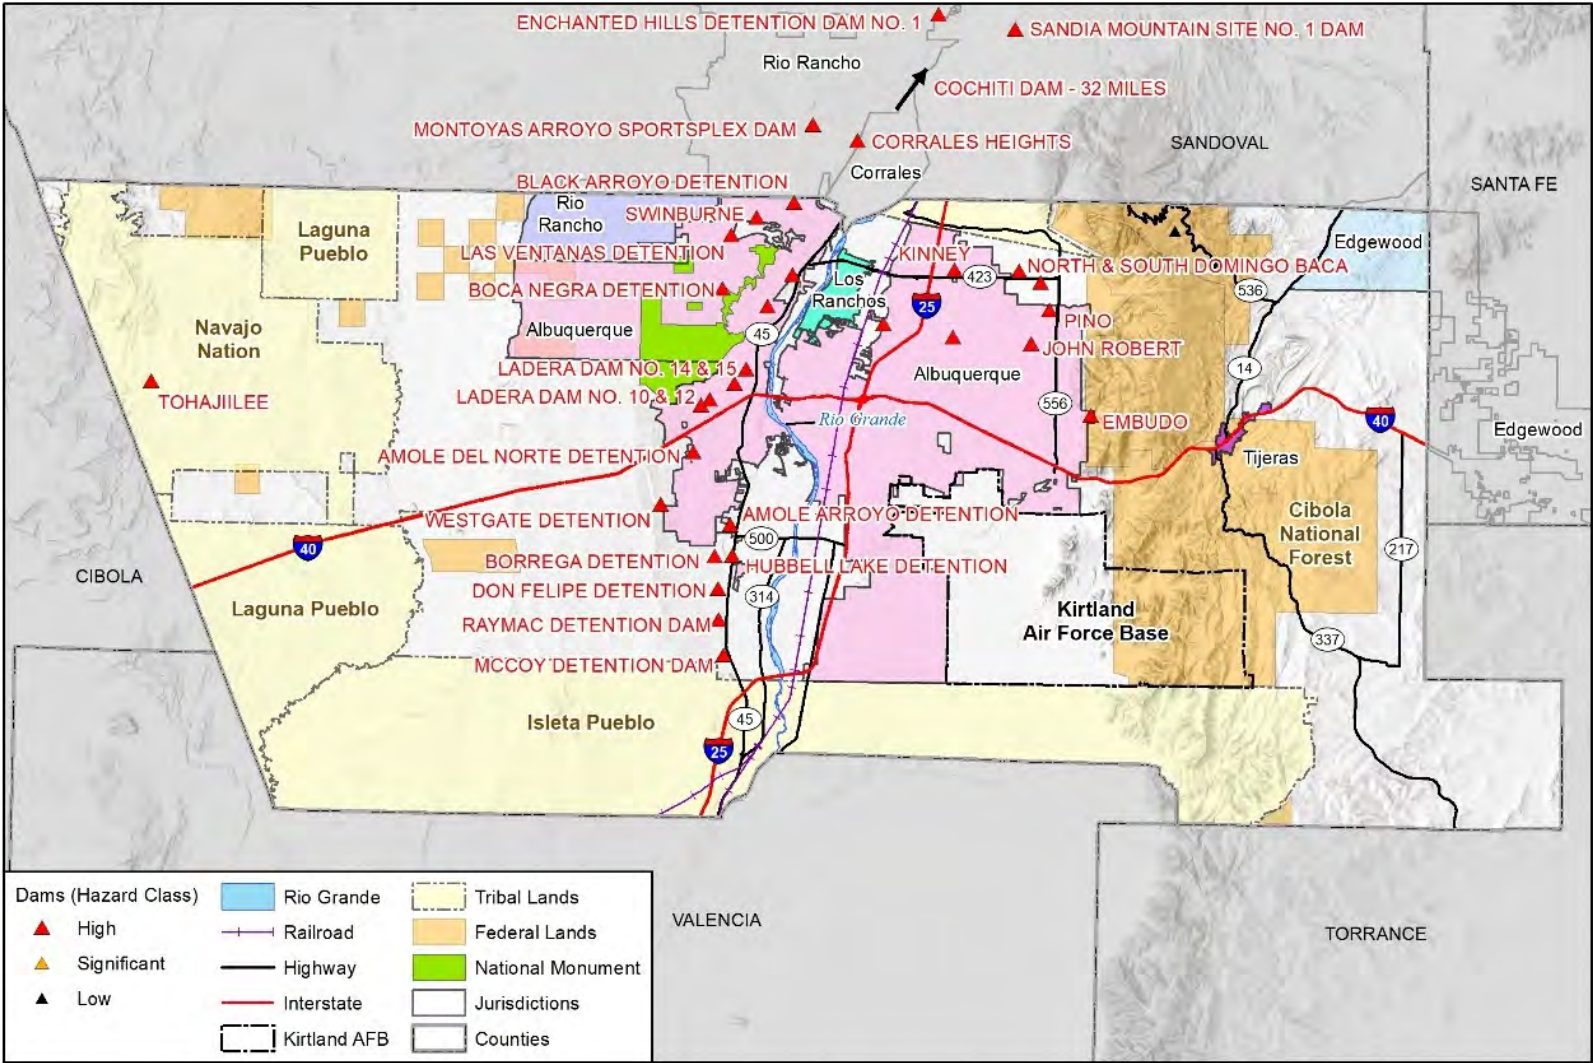 ENCHANTED HILLS DETENTION DAM NO. 1
SANDIA MOUNTAIN SITE NO. 1 DAM
Rio Rancho
COCHITI DAM - 32 MILES
MONTOYAS ARROYO SPORTSPLEX DAM
CORRALES HEIGHTS
SANDOVAL
Corrales
SANTA FE
BLACK ARROYO DETENTION
Rio
Rancho
SWINBURNE
Laguna
Pueblo
LAS VENTANAS DETENTION
KINNEY
Edgewood
NORTH & SOUTH DOMINGO BACA
423
BOCA NEGRA DETENTION
Los
Ranchos
536
25
Navajo
Nation
Albuquerque
45
PINO
JOHN ROBERT
LADERA DAM NO. 14 & 15
Albuquerque
14
TOHAJIILEE
LADERA DAM NO. 10 & 12
556
Rio Grande
EMBUDO
40
Edgewood
AMOLE DEL NORTE DETENTION
Tijeras
WESTGATE DETENTION
AMOLE ARROYO DETENTION
Cibola
National
Forest
500
40
217
BORREGA DETENTION
HUBBELL LAKE DETENTION
CIBOLA
DON FELIPE DETENTION
314
Laguna Pueblo
Kirtland
Air Force Base
RAYMAC DETENTION DAM
337
MCCOY DETENTION DAM
Isleta Pueblo
45
25
VALENCIA
TORRANCE
Dams (Hazard Class)
High
Significant
Low
Rio Grande
Railroad
Highway
Interstate
Kirtland AFB
Tribal Lands
Federal Lands
National Monument
Jurisdictions
Counties